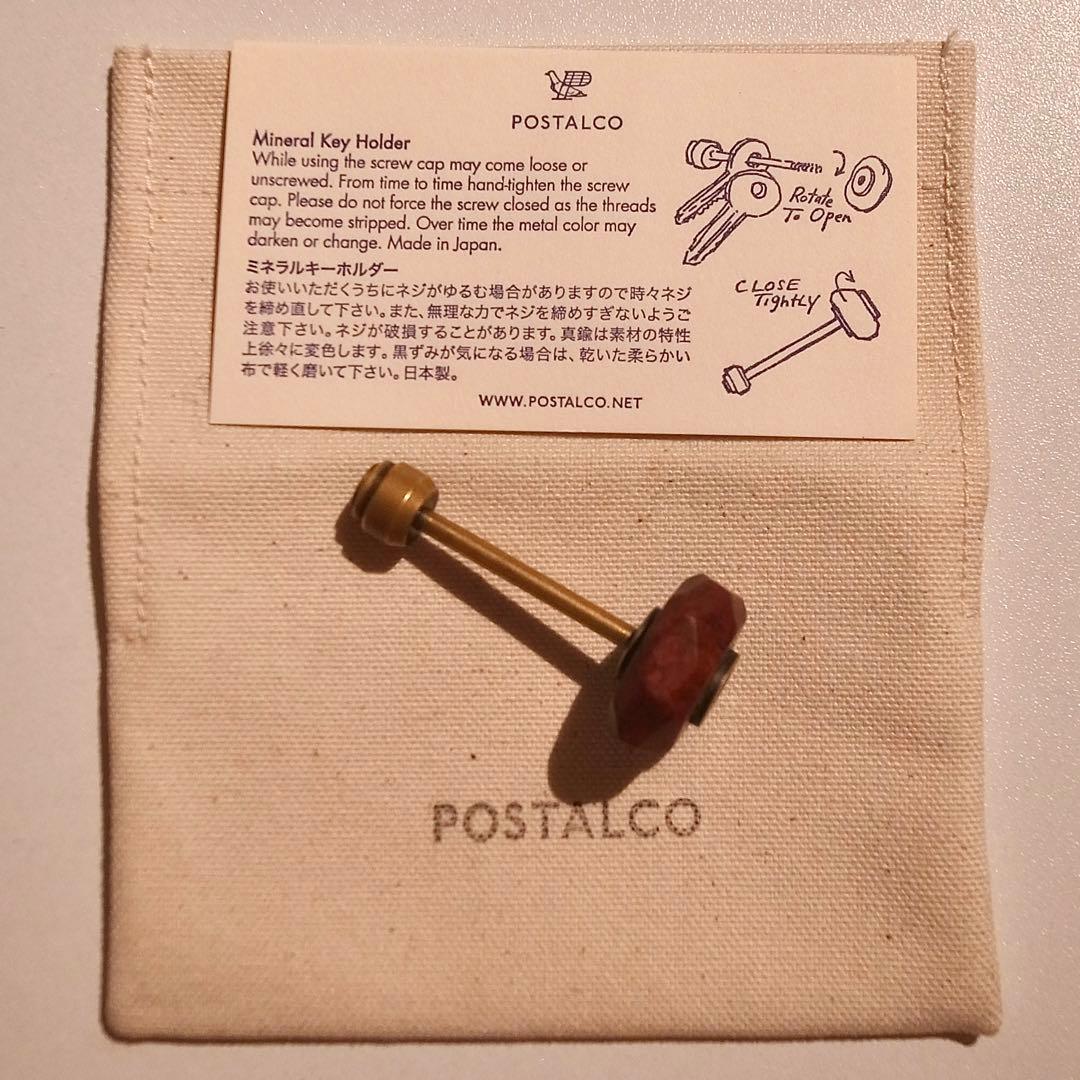 POSTALCO
Mineral Key Holder
While using the screw cap may come loose or
unscrewed. From time to time hand-tighten the screw
cap. Please do not force the screw closed as the threads
may become stripped. Over time the metal color may
darken or change. Made in Japan.
ミネラルキーホルダー
お使いいただくうちにネジがゆるむ場合がありますので時々ネジ
を締め直して下さい。また、無理な力でネジを締めすぎないようご
注意下さい。ネジが破損することがあります。真鍮は素材の特性
上徐々に変色します。黒ずみが気になる場合は、乾いた柔らかい
布で軽く磨いて下さい。日本製。
WWW.POSTALCO.NET
Rotate
To Open
CLOSE
Tightly
POSTALCO